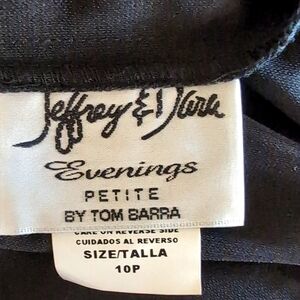 Jeffrey & Dara
Evenings
PETITE
BY TOM BARRA
CARE ON REVERSE SIDE
CUIDADOS AL REVERSO
SIZE/TALLA
10P